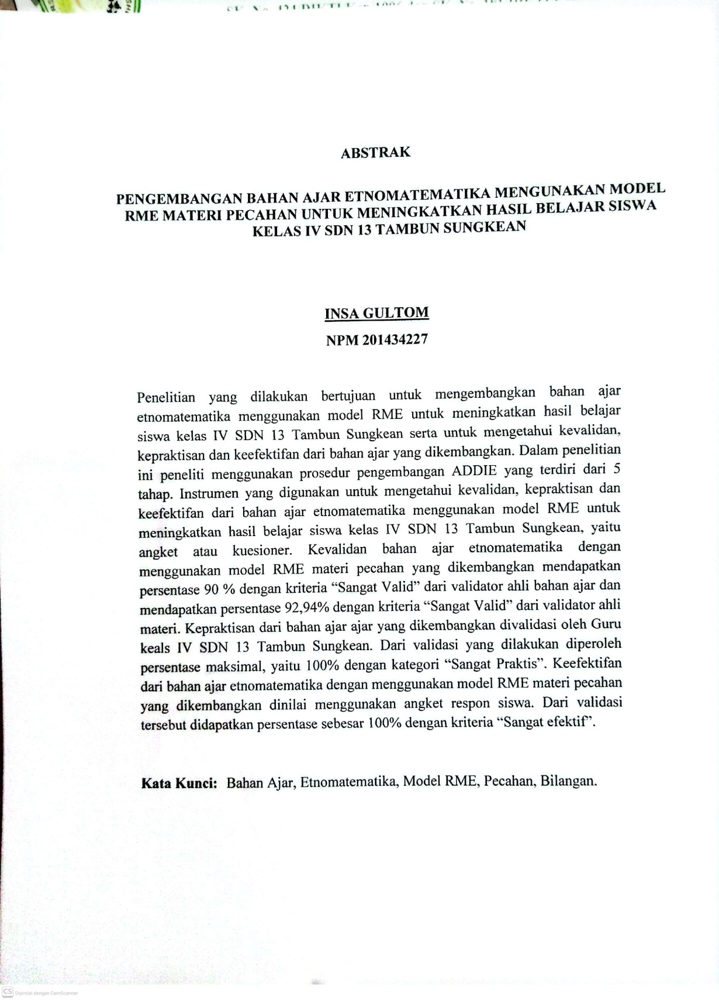 ABSTRAK
PENGEMBANGAN BAHAN AJAR ETNOMATEMATIKA MENGUNAKAN MODEL
RME MATERI PECAHAN UNTUK MENINGKATKAN HASIL BELAJAR SISWA
KELAS IV SDN 13 TAMBUN SUNGKEAN
INSA GULTOM
NPM 201434227
Penelitian yang dilakukan bertujuan untuk mengembangkan bahan ajar
etnomatematika menggunakan model RME untuk meningkatkan hasil belajar
siswa kelas IV SDN 13 Tambun Sungkean serta untuk mengetahui kevalidan,
kepraktisan dan keefektifan dari bahan ajar yang dikembangkan. Dalam penelitian
ini peneliti menggunakan prosedur pengembangan ADDIE yang terdiri dari 5
tahap. Instrumen yang digunakan untuk mengetahui kevalidan, kepraktisan dan
keefektifan dari bahan ajar etnomatematika menggunakan model RME untuk
meningkatkan hasil belajar siswa kelas IV SDN 13 Tambun Sungkean, yaitu
angket atau kuesioner. Kevalidan bahan ajar etnomatematika dengan
menggunakan model RME materi pecahan yang dikembangkan mendapatkan
persentase 90 % dengan kriteria “Sangat Valid” dari validator ahli bahan ajar dan
mendapatkan persentase 92,94% dengan kriteria “Sangat Valid” dari validator ahli
materi. Kepraktisan dari bahan ajar ajar yang dikembangkan divalidasi oleh Guru
keals IV SDN 13 Tambun Sungkean. Dari validasi yang dilakukan diperoleh
persentase maksimal, yaitu 100% dengan kategori “Sangat Praktis”. Keefektifan
dari bahan ajar etnomatematika dengan menggunakan model RME materi pecahan
yang dikembangkan dinilai menggunakan angket respon siswa. Dari validasi
tersebut didapatkan persentase sebesar 100% dengan kriteria “Sangat efektif”.
Kata Kunci: Bahan Ajar, Etnomatematika, Model RME, Pecahan, Bilangan.
CS Dipindai dengan CamScanner